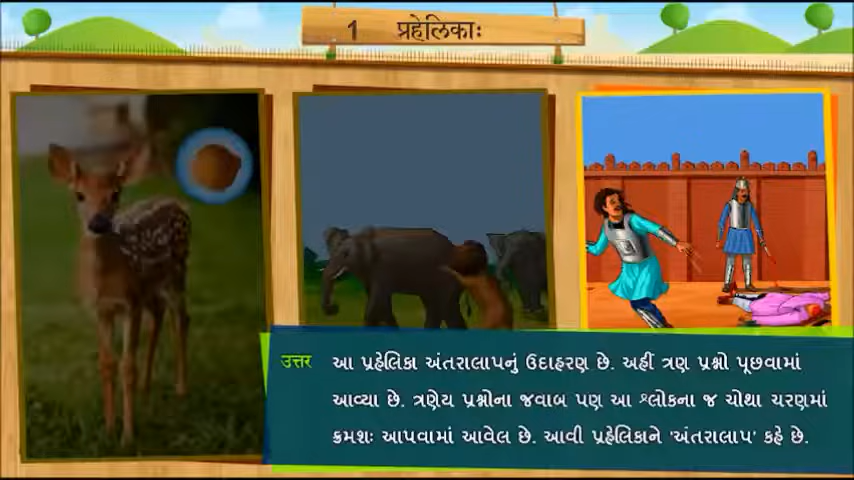 1 प्रहेलिकाः
उत्तर આ પ્રહેલિકા અંતરાલાપનું ઉદાહરણ છે. અહીં ત્રણ પ્રશ્નો પૂછવામાં
આવ્યા છે. ત્રણેય પ્રશ્નોના જવાબ પણ આ શ્લોકના જ ચોથા ચરણમાં
ક્રમશઃ આપવામાં આવેલ છે. આવી પ્રહેલિકાને 'અંતરાલાપ' કહે છે.